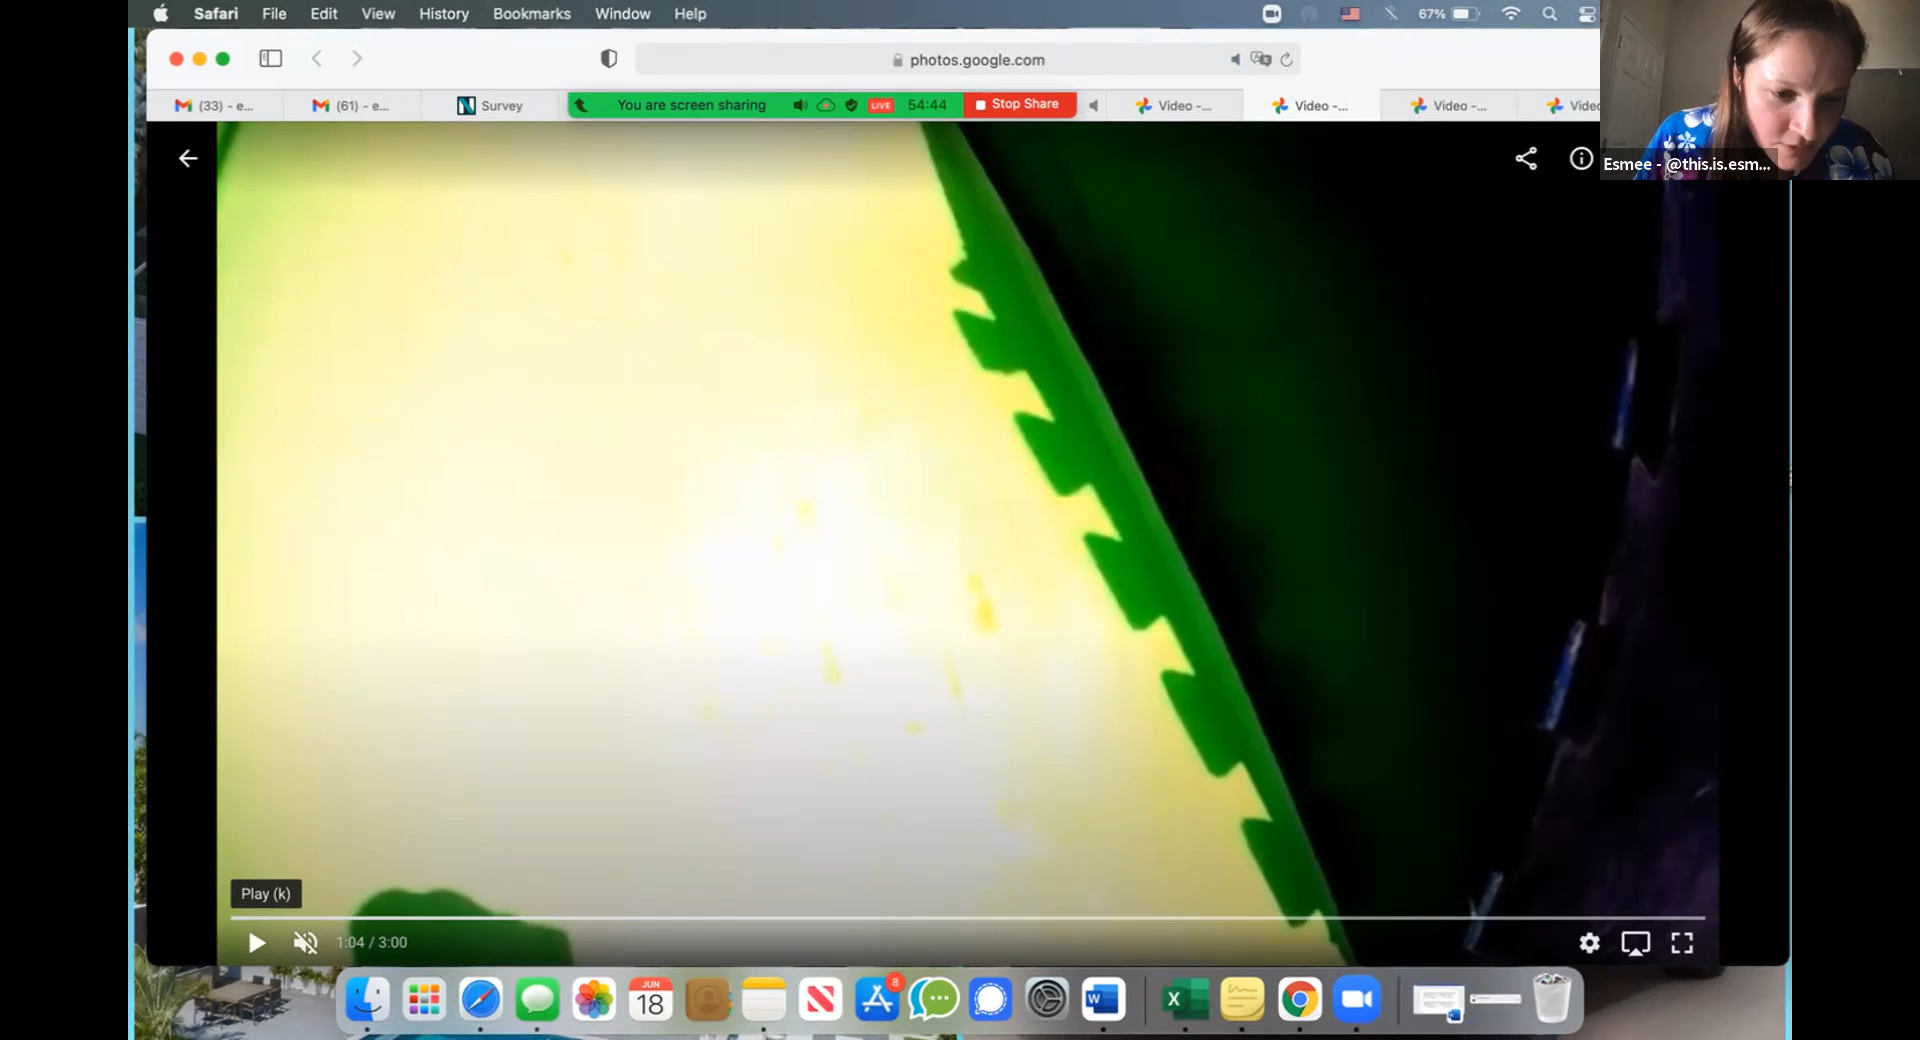 Safari File Edit View History Bookmarks Window Help 67%
photos.google.com
(33) - e... (61) - e... Survey You are screen sharing LIVE 54:44 Stop Share Video -... Video -... Video -... Video
Esmee - @this.is.esm...
Play (k)
1:04 / 3:00
JUN
18
8
W
X